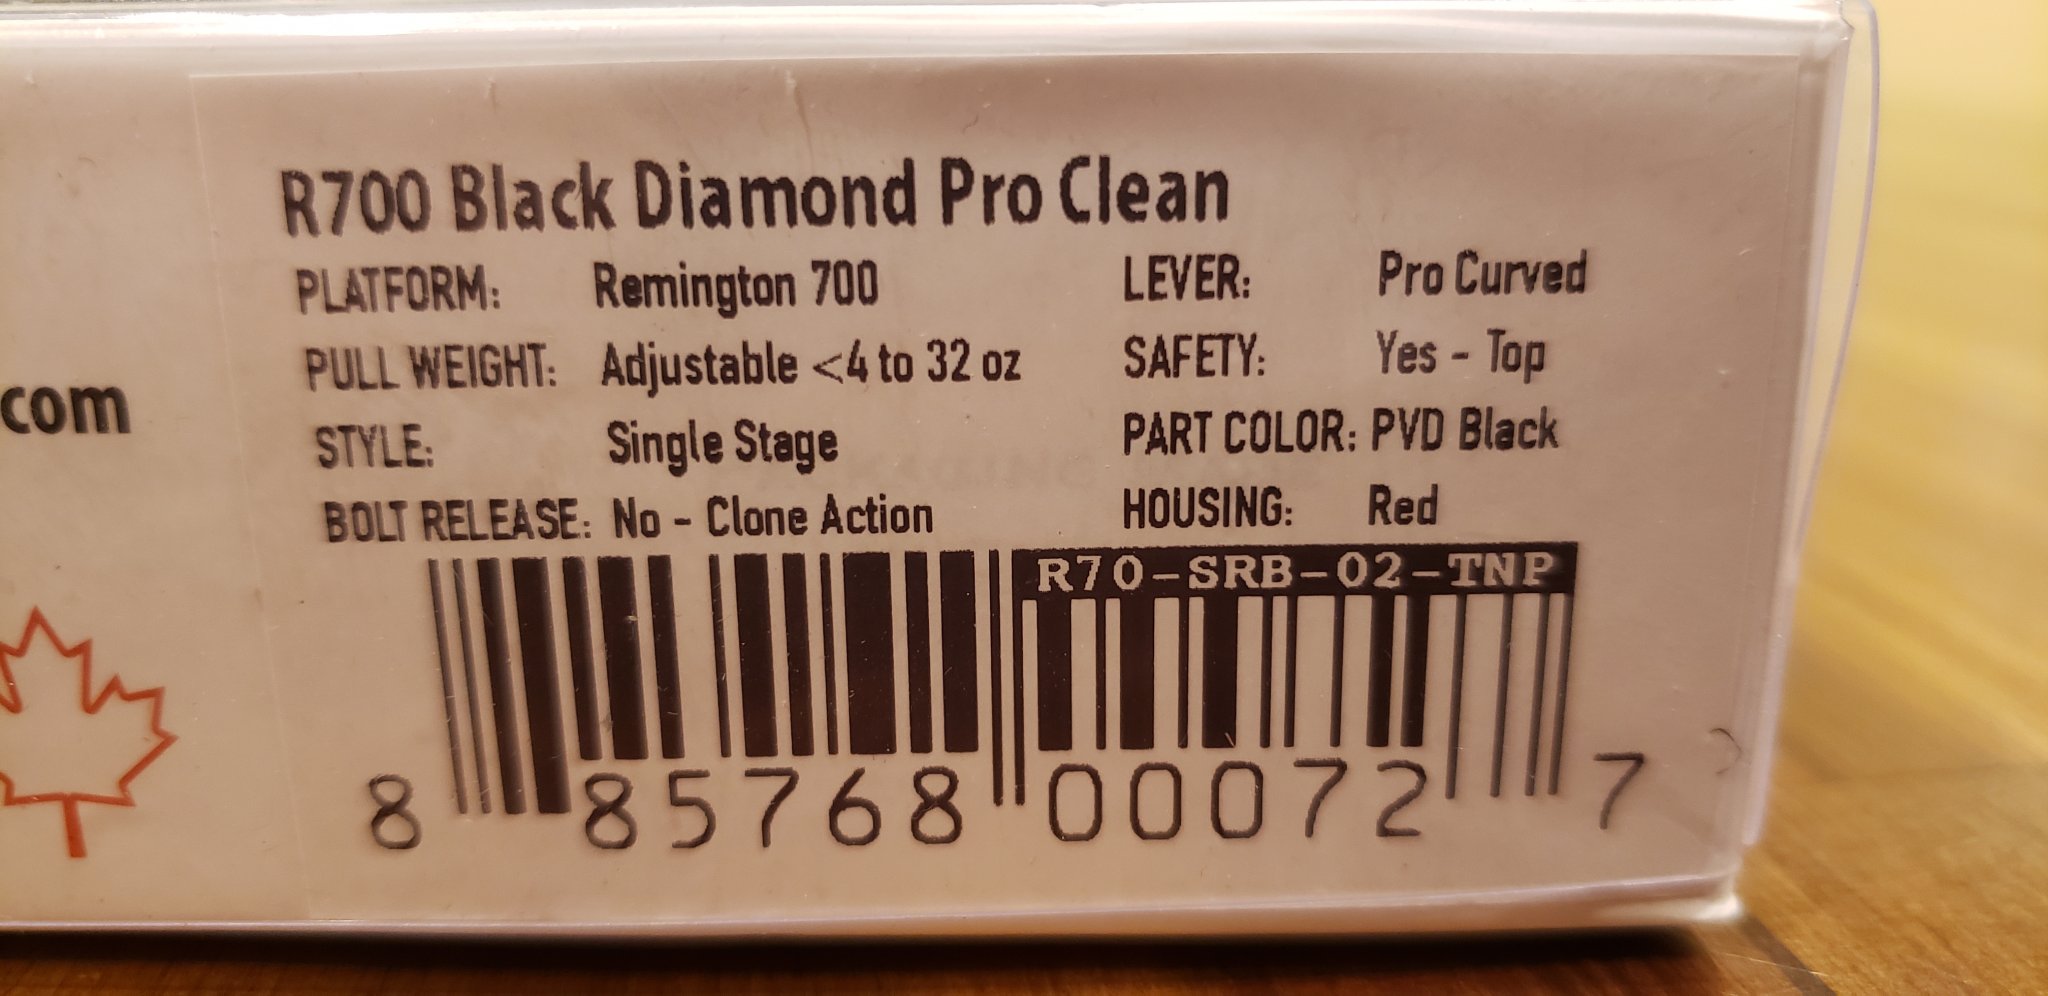 R700 Black Diamond Pro Clean
PLATFORM: Remington 700 LEVER: Pro Curved
PULL WEIGHT: Adjustable <4 to 32 oz SAFETY: Yes - Top
com
STYLE: Single Stage PART COLOR: PVD Black
BOLT RELEASE: No - Clone Action HOUSING: Red
R70-SRB-02-TNP
8 85768 00072 7